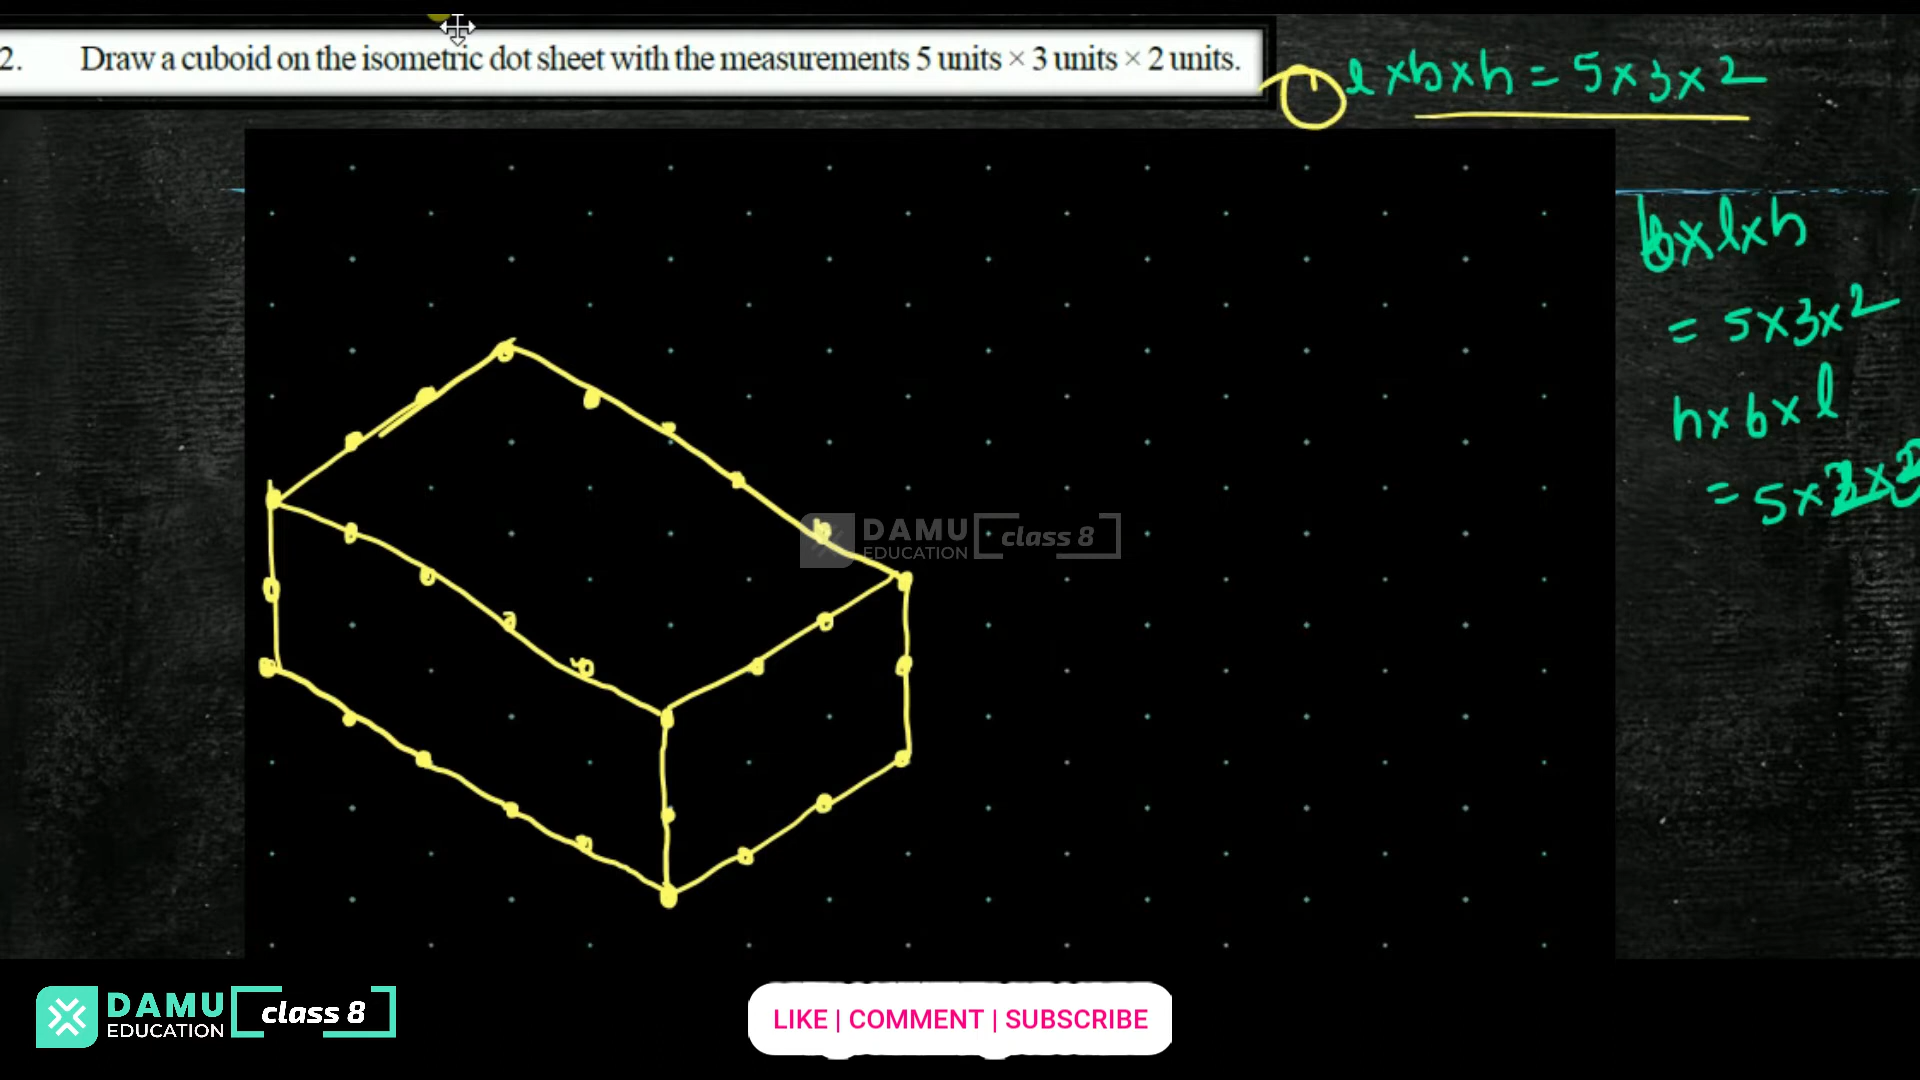 2. Draw a cuboid on the isometric dot sheet with the measurements 5 units × 3 units × 2 units.
l × b × h = 5 × 3 × 2
b × l × h
= 5 × 3 × 2
h × b × l
= 5 ×
DAMU
EDUCATION
class 8
DAMU
EDUCATION
class 8
LIKE | COMMENT | SUBSCRIBE